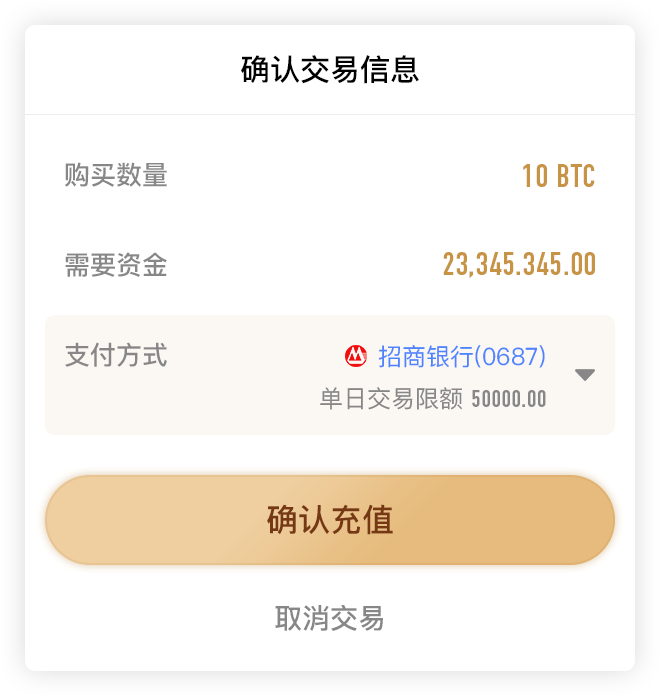 确认交易信息
购买数量 10 BTC
需要资金 23,345.345.00
支付方式 招商银行(0687)
单日交易限额 50000.00
确认充值
取消交易